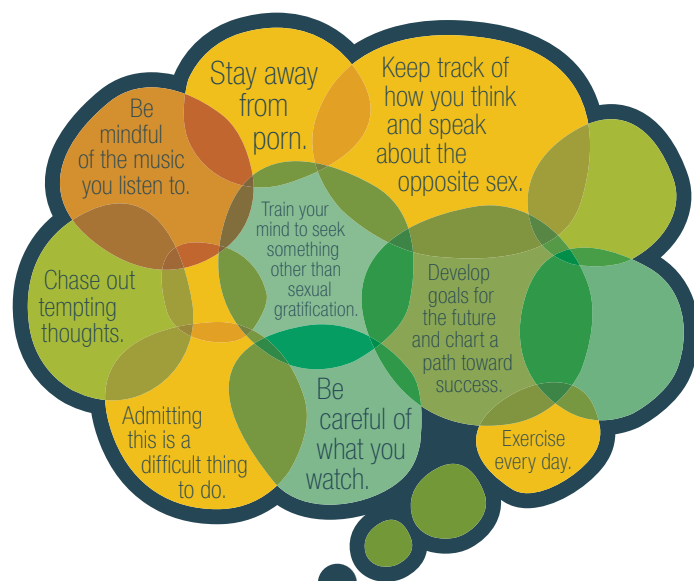 Stay away
from
porn.
Keep track of
how you think
and speak
about the
opposite sex.
Be
mindful
of the music
you listen to.
Train your
mind to seek
something
other than
sexual
gratification.
Chase out
tempting
thoughts.
Develop
goals for
the future
and chart a
path toward
success.
Admitting
this is a
difficult thing
to do.
Be
careful of
what you
watch.
Exercise
every day.